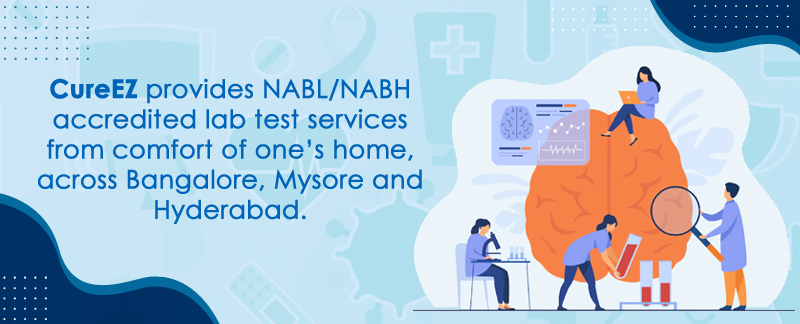 CureEZ provides NABL/NABH
accredited lab test services
from comfort of one's home,
across Bangalore, Mysore and
Hyderabad.